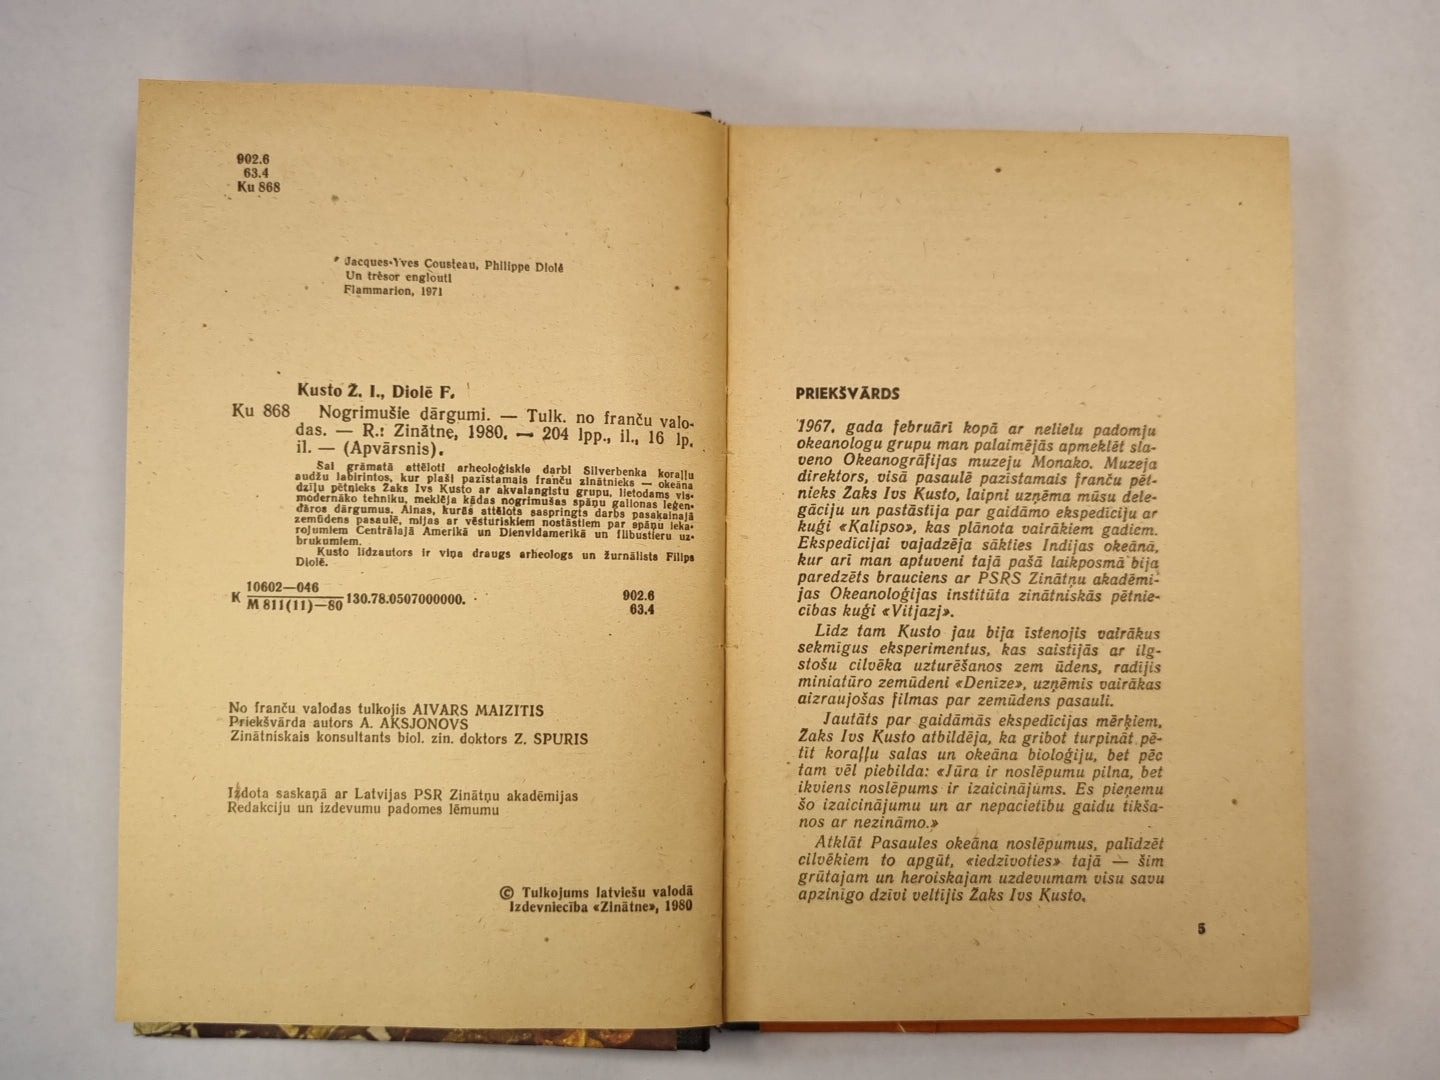 902.6
63.4
Ku 868
Jacques-Yves Cousteau, Philippe Diolé
Un trèsor englouti
Flammarion, 1971
Kusto Ž. I., Diolē F.
Ku 868 Nogrimušie dārgumi. — Tulk. no franču valo-
das. — R.: Zinātne, 1980. — 204 lpp., il., 16 lp.
il. — (Apvārsnis).
Šai grāmatā attēloti arheoloģiskie darbi Silverbenka koraļļu
audžu labirintos, kur plaši pazīstamais franču zinātnieks — okeāna
dzīļu pētnieks Žaks Ivs Kusto ar akvalangistu grupu, lietodams vis-
modernāko tehniku, meklēja kādas nogrimušas spāņu galionas leģen-
dāros dārgumus. Ainas, kurās attēlots saspringts darbs pasakainajā
zemūdens pasaulē, mijas ar vēsturiskiem nostāstiem par spāņu ieka-
rojumiem Centrālajā Amerikā un Dienvidamerikā un flibustieru uz-
brukumiem.
Kusto līdzautors ir viņa draugs arheologs un žurnālists Filips
Diolē.
K 10602—046
M 811(11)—80 130.78.0507000000.
902.6
63.4
No franču valodas tulkojis AIVARS MAIZITIS
Priekšvārda autors A. AKSJONOVS
Zinātniskais konsultants biol. zin. doktors Z. SPURIS
Izdota saskaņā ar Latvijas PSR Zinātņu akadēmijas
Redakciju un izdevumu padomes lēmumu
© Tulkojums latviešu valodā
Izdevniecība «Zinātne», 1980
PRIEKŠVĀRDS
1967. gada februārī kopā ar nelielu padomju
okeanologu grupu man palaimējās apmeklēt sla-
veno Okeanogrāfijas muzeju Monako. Muzeja
direktors, visā pasaulē pazīstamais franču pēt-
nieks Žaks Ivs Kusto, laipni uzņēma mūsu dele-
gāciju un pastāstīja par gaidāmo ekspedīciju ar
kuģi «Kalipso», kas plānota vairākiem gadiem.
Ekspedīcijai vajadzēja sākties Indijas okeānā,
kur arī man aptuveni tajā pašā laikposmā bija
paredzēts brauciens ar PSRS Zinātņu akadēmi-
jas Okeanoloģijas institūta zinātniskās pētnie-
cības kuģi «Vitjazj».
Līdz tam Kusto jau bija īstenojis vairākus
sekmīgus eksperimentus, kas saistījās ar ilg-
stošu cilvēka uzturēšanos zem ūdens, radījis
miniatūro zemūdeni «Denīze», uzņēmis vairākas
aizraujošas filmas par zemūdens pasauli.
Jautāts par gaidāmās ekspedīcijas mērķiem,
Žaks Ivs Kusto atbildēja, ka gribot turpināt pē-
tīt koraļļu salas un okeāna bioloģiju, bet pēc
tam vēl piebilda: «Jūra ir noslēpumu pilna, bet
ikviens noslēpums ir izaicinājums. Es pieņemu
šo izaicinājumu un ar nepacietību gaidu tikša-
nos ar nezināmo.»
Atklāt Pasaules okeāna noslēpumus, palīdzēt
cilvēkiem to apgūt, «iedzīvoties» tajā — šim
grūtajam un heroiskajam uzdevumam visu savu
apzinīgo dzīvi veltījis Žaks Ivs Kusto.
5